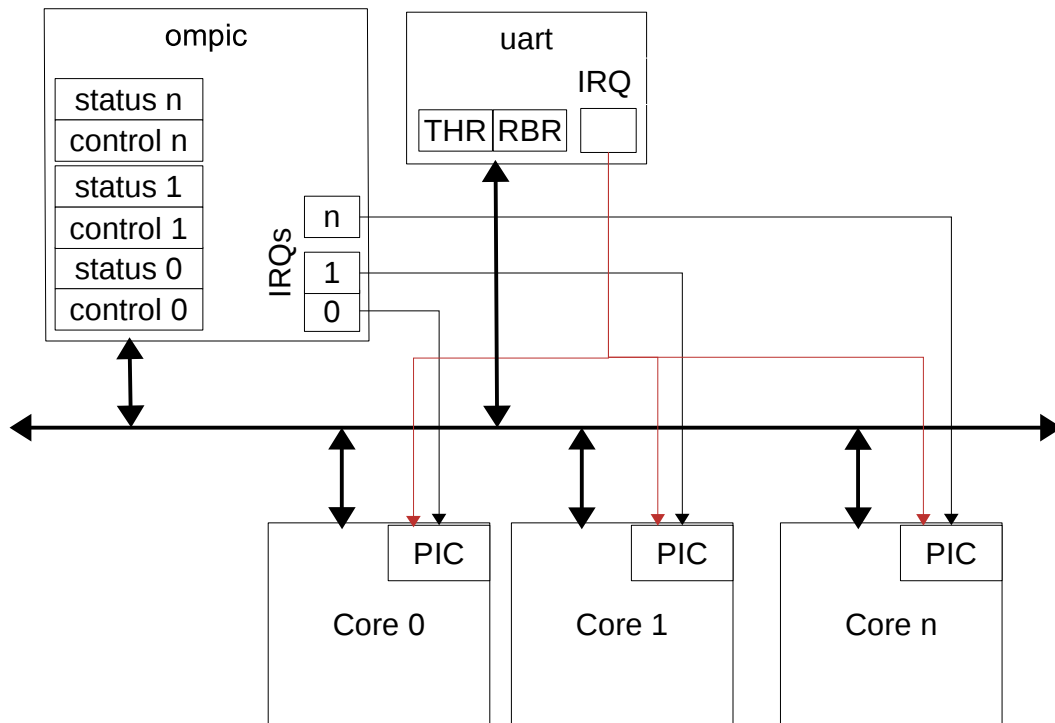 ompic
status n
control n
status 1
control 1
status 0
control 0
IRQs
n
1
0
uart
IRQ
THR RBR
PIC
Core 0
PIC
Core 1
PIC
Core n